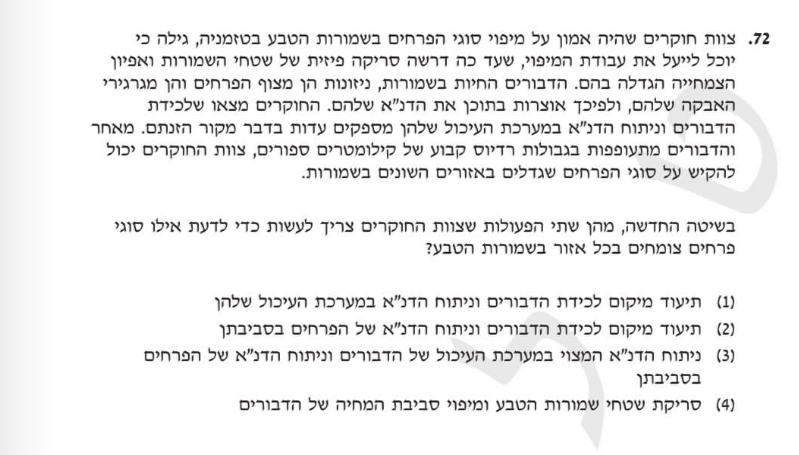 72. צוות חוקרים שהיה אמון על מיפוי סוגי הפרחים בשמורות הטבע בטזמניה, גילה כי
יוכל לייעל את עבודת המיפוי, שעד כה דרשה סריקה פיזית של שטחי השמורות ואפיון
הצמחייה הגדלה בהם. הדבורים החיות בשמורות, ניזונות הן מצוף הפרחים והן מגרגירי
האבקה שלהם, ולפיכך אוצרות בתוכן את הדנ"א שלהם. החוקרים מצאו שלכידת
הדבורים וניתוח הדנ"א במערכת העיכול שלהן מספקים עדות בדבר מקור הזנתם. מאחר
והדבורים מתעופפות בגבולות רדיוס קבוע של קילומטרים ספורים, צוות החוקרים יכול
להקיש על סוגי הפרחים שגדלים באזורים השונים בשמורות.
בשיטה החדשה, מהן שתי הפעולות שצוות החוקרים צריך לעשות כדי לדעת אילו סוגי
פרחים צומחים בכל אזור בשמורות הטבע?
(1) תיעוד מיקום לכידת הדבורים וניתוח הדנ"א במערכת העיכול שלהן
(2) תיעוד מיקום לכידת הדבורים וניתוח הדנ"א של הפרחים בסביבתן
(3) ניתוח הדנ"א המצוי במערכת העיכול של הדבורים וניתוח הדנ"א של הפרחים
בסביבתן
(4) סריקת שטחי שמורות הטבע ומיפוי סביבת המחיה של הדבורים